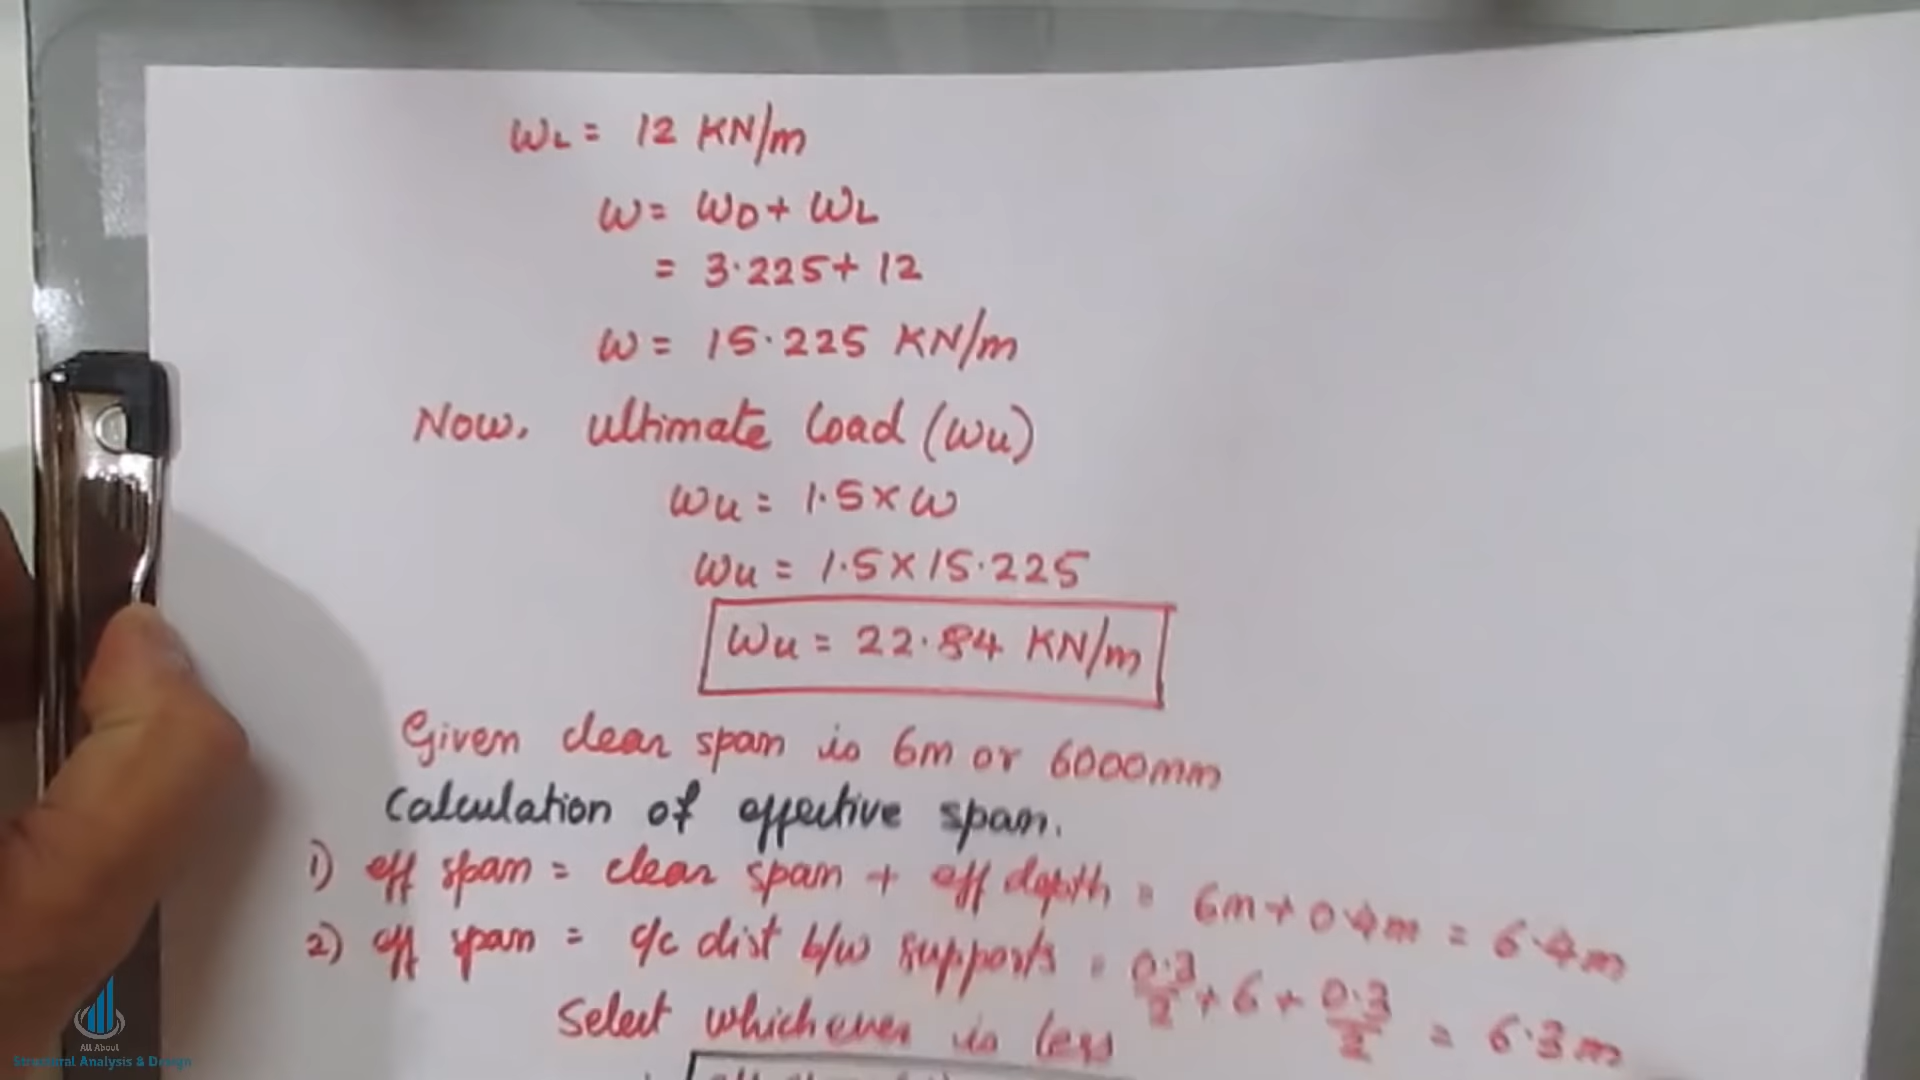 WL = 12 KN/m
W = WD + WL
= 3.225 + 12
W = 15.225 KN/m
Now, ultimate load (Wu)
Wu = 1.5 × W
Wu = 1.5 × 15.225
Wu = 22.84 KN/m
Given clear span is 6m or 6000mm
Calculation of effective span.
1) eff span = clear span + eff depth = 6m + 0.4m = 6.4m
2) eff span = c/c dist b/w supports = 0.3/2 + 6 + 0.3/2 = 6.3m
Select whichever is less
All About
Structural Analysis & Design